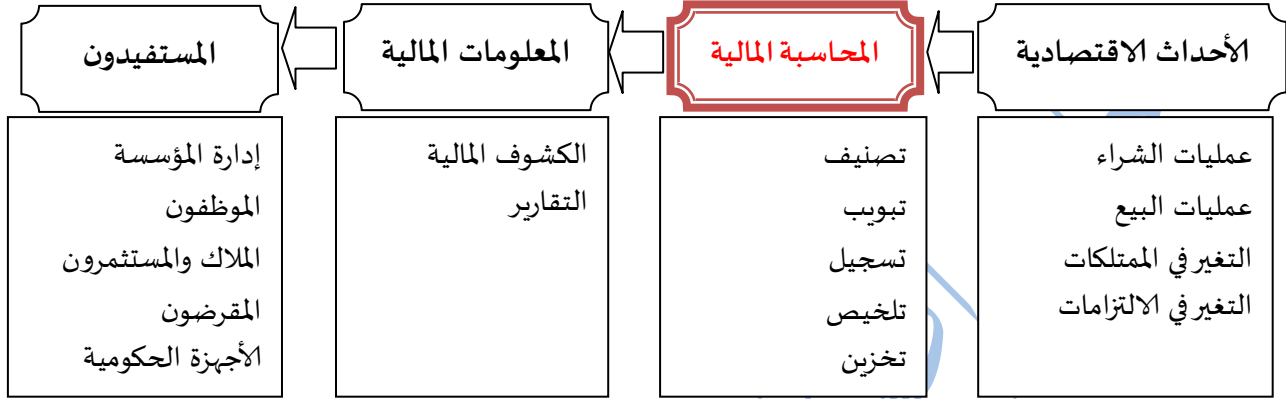 الأحداث الاقتصادية
المحاسبة المالية
المعلومات المالية
المستفيدون
عمليات الشراء
عمليات البيع
التغير في الممتلكات
التغير في الالتزامات
تصنيف
تبويب
تسجيل
تلخيص
تخزين
الكشوف المالية
التقارير
إدارة المؤسسة
الموظفون
الملاك والمستثمرون
المقرضون
الأجهزة الحكومية